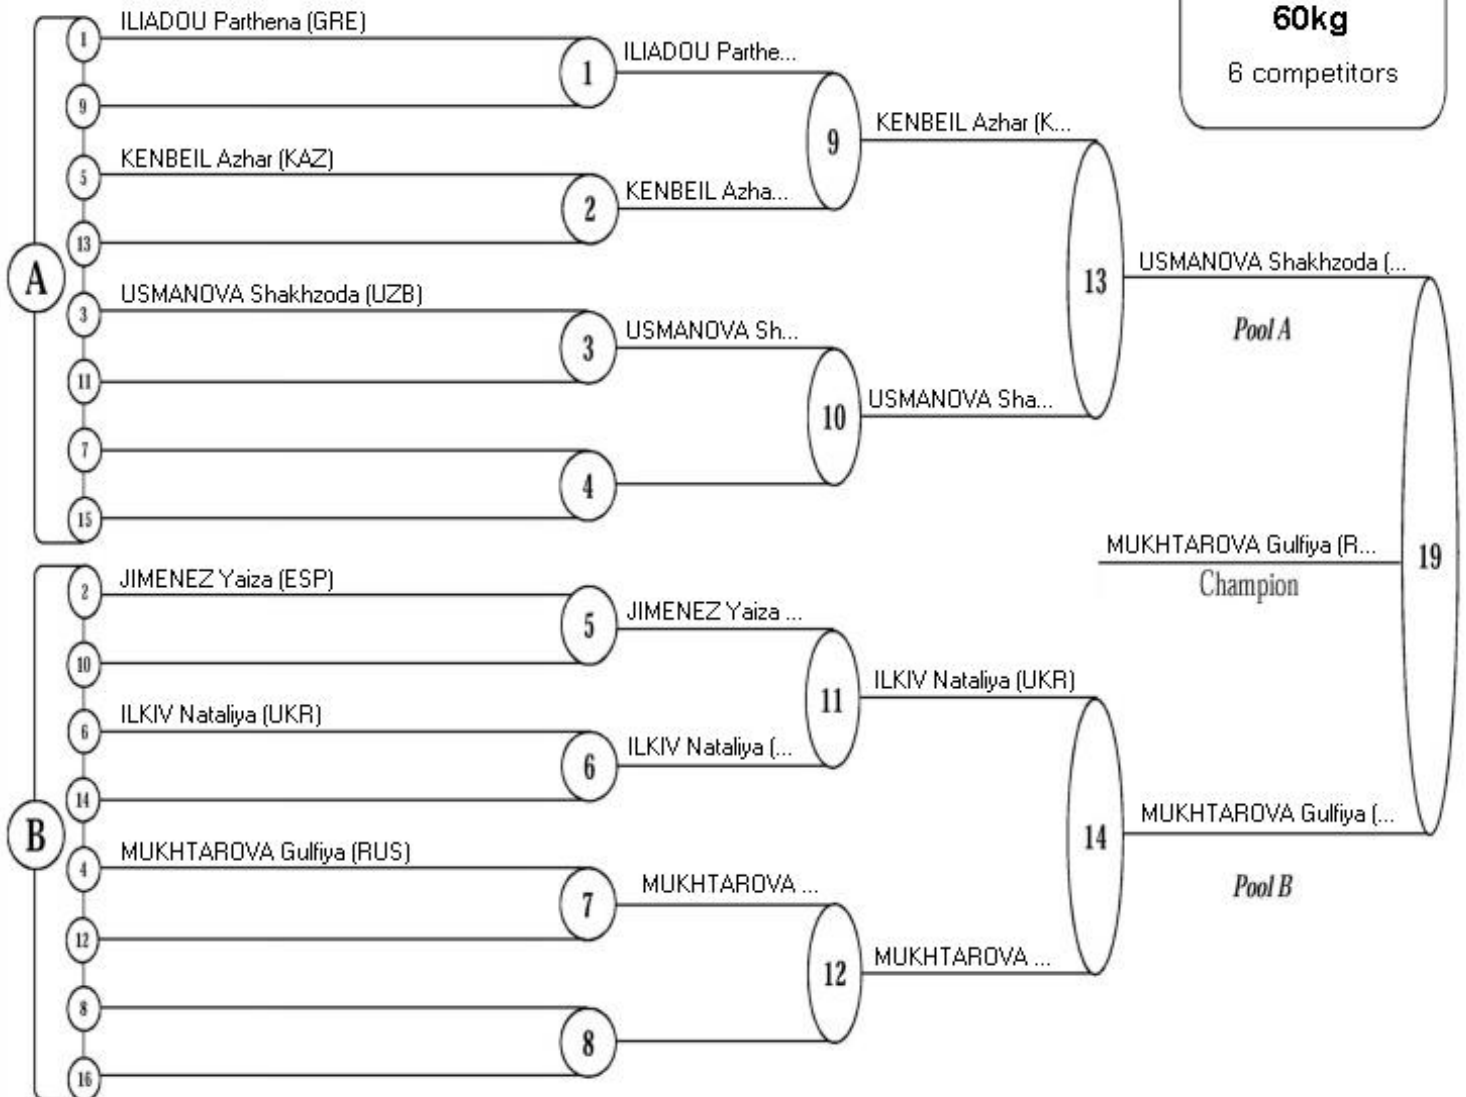 60kg
6 competitors
1
ILIADOU Parthena (GRE)
9
1
ILIADOU Parthe...
5
KENBEIL Azhar (KAZ)
13
2
KENBEIL Azha...
9
KENBEIL Azhar (K...
A
3
USMANOVA Shakhzoda (UZB)
11
3
USMANOVA Sh...
7
15
4
10
USMANOVA Sha...
13
USMANOVA Shakhzoda (...
Pool A
MUKHTAROVA Gulfiya (R...
Champion
19
2
JIMENEZ Yaiza (ESP)
10
5
JIMENEZ Yaiza ...
6
ILKIV Nataliya (UKR)
14
6
ILKIV Nataliya (...
11
ILKIV Nataliya (UKR)
B
4
MUKHTAROVA Gulfiya (RUS)
12
7
MUKHTAROVA ...
8
16
8
12
MUKHTAROVA ...
14
MUKHTAROVA Gulfiya (...
Pool B